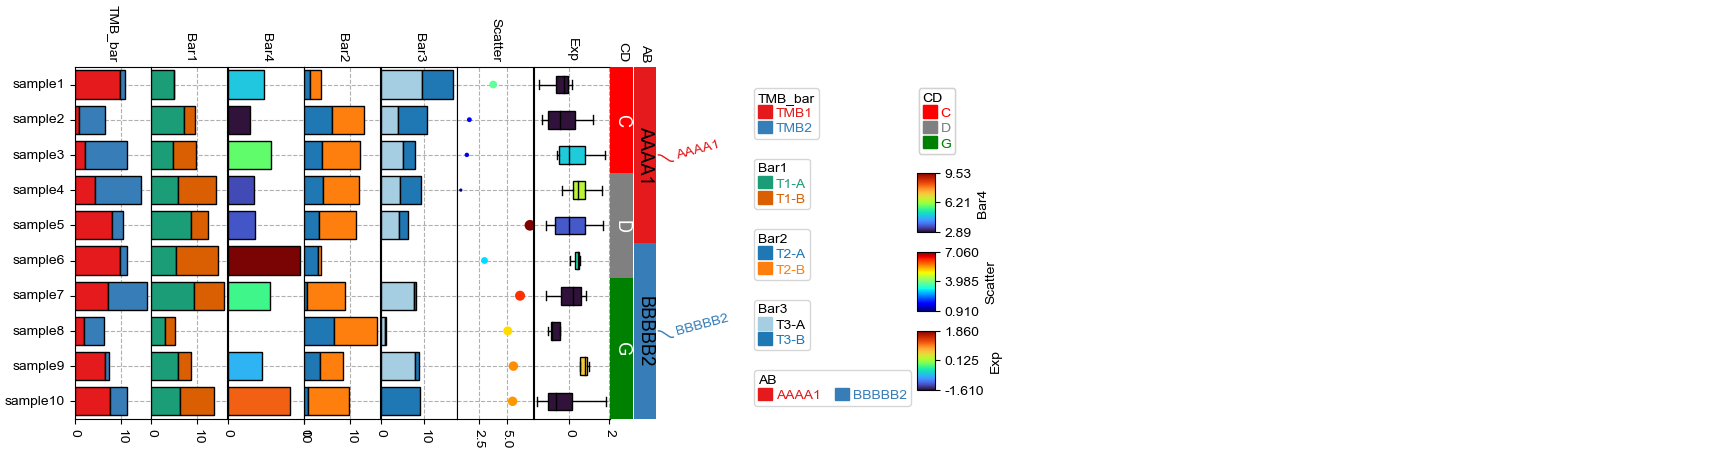 TMB_bar
Bar1
Bar4
Bar2
Bar3
Scatter
Exp
CD
AB
sample1
sample2
sample3
sample4
sample5
sample6
sample7
sample8
sample9
sample10
C
D
G
AAAA1
BBBBB2
AAAA1
BBBBB2
0 10
0 10
0 10
0 10
0 10
2.5 5.0
0 2
TMB_bar
TMB1
TMB2
Bar1
T1-A
T1-B
Bar2
T2-A
T2-B
Bar3
T3-A
T3-B
AB
AAAA1 BBBBB2
CD
C
D
G
9.53
6.21
2.89
Bar4
7.060
3.985
0.910
Scatter
1.860
0.125
-1.610
Exp